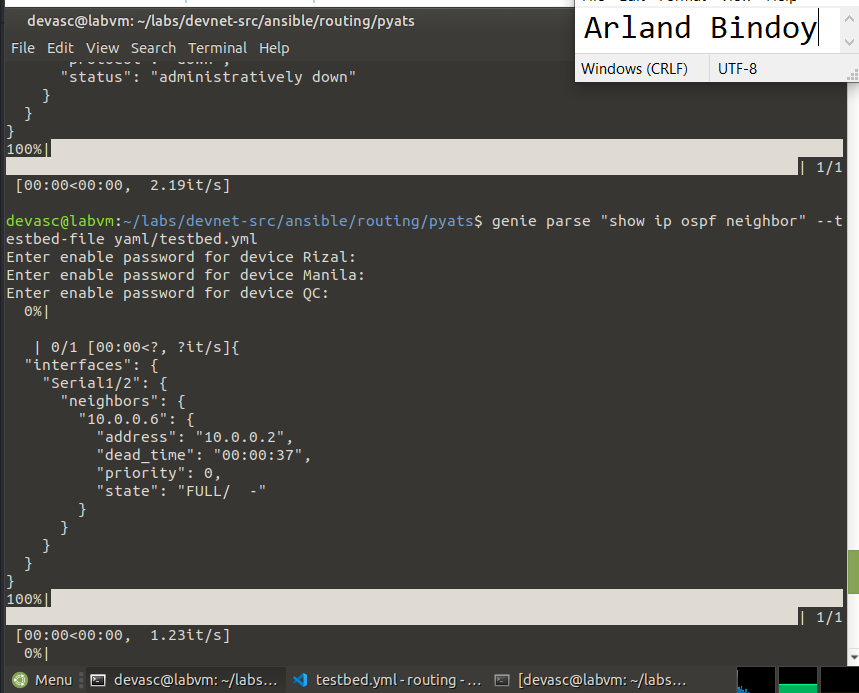 devasc@labvm: ~/labs/devnet-src/ansible/routing/pyats
File Edit View Search Terminal Help
Arland Bindoy
Windows (CRLF) UTF-8
"protocol": "down",
"status": "administratively down"
}
}
}
100%|
| 1/1
[00:00<00:00, 2.19it/s]
devasc@labvm:~/labs/devnet-src/ansible/routing/pyats$ genie parse "show ip ospf neighbor" --t
estbed-file yaml/testbed.yml
Enter enable password for device Rizal:
Enter enable password for device Manila:
Enter enable password for device QC:
0%|
| 0/1 [00:00<?, ?it/s]{
"interfaces": {
"Serial1/2": {
"neighbors": {
"10.0.0.6": {
"address": "10.0.0.2",
"dead_time": "00:00:37",
"priority": 0,
"state": "FULL/  -"
}
}
}
}
}
100%|
| 1/1
[00:00<00:00, 1.23it/s]
0%|
Menu devasc@labvm: ~/labs... testbed.yml - routing - ... [devasc@labvm: ~/labs...